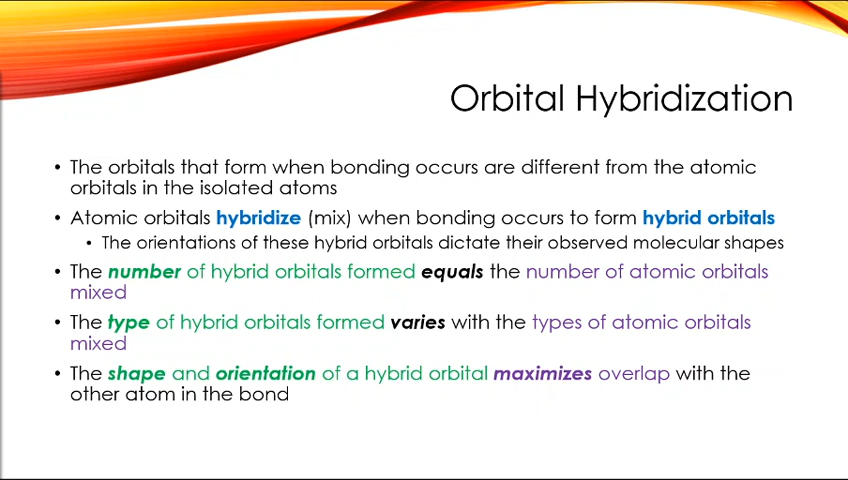 Orbital Hybridization
• The orbitals that form when bonding occurs are different from the atomic
orbitals in the isolated atoms
• Atomic orbitals hybridize (mix) when bonding occurs to form hybrid orbitals
• The orientations of these hybrid orbitals dictate their observed molecular shapes
• The number of hybrid orbitals formed equals the number of atomic orbitals
mixed
• The type of hybrid orbitals formed varies with the types of atomic orbitals
mixed
• The shape and orientation of a hybrid orbital maximizes overlap with the
other atom in the bond